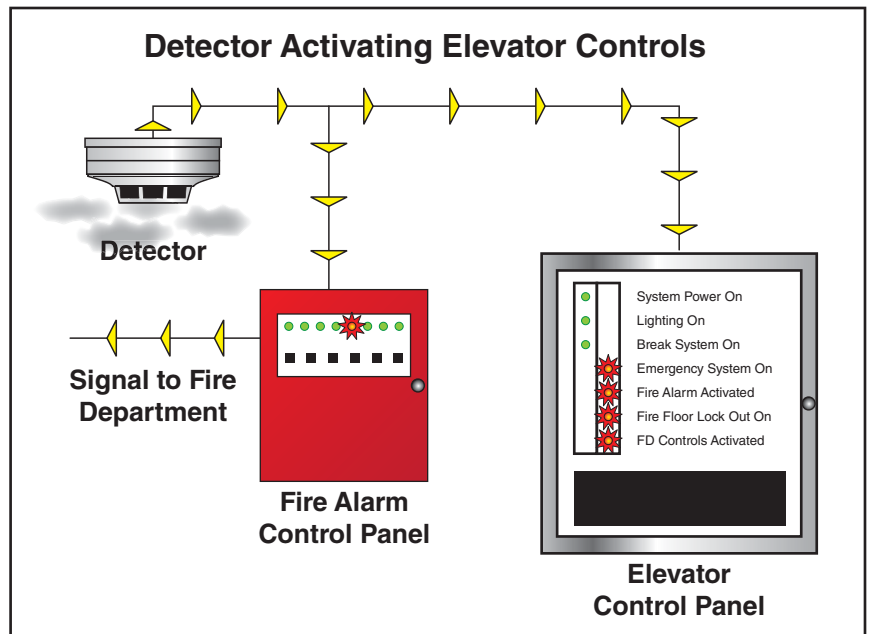 Detector Activating Elevator Controls
Detector
Signal to Fire
Department
Fire Alarm
Control Panel
System Power On
Lighting On
Break System On
Emergency System On
Fire Alarm Activated
Fire Floor Lock Out On
FD Controls Activated
Elevator
Control Panel